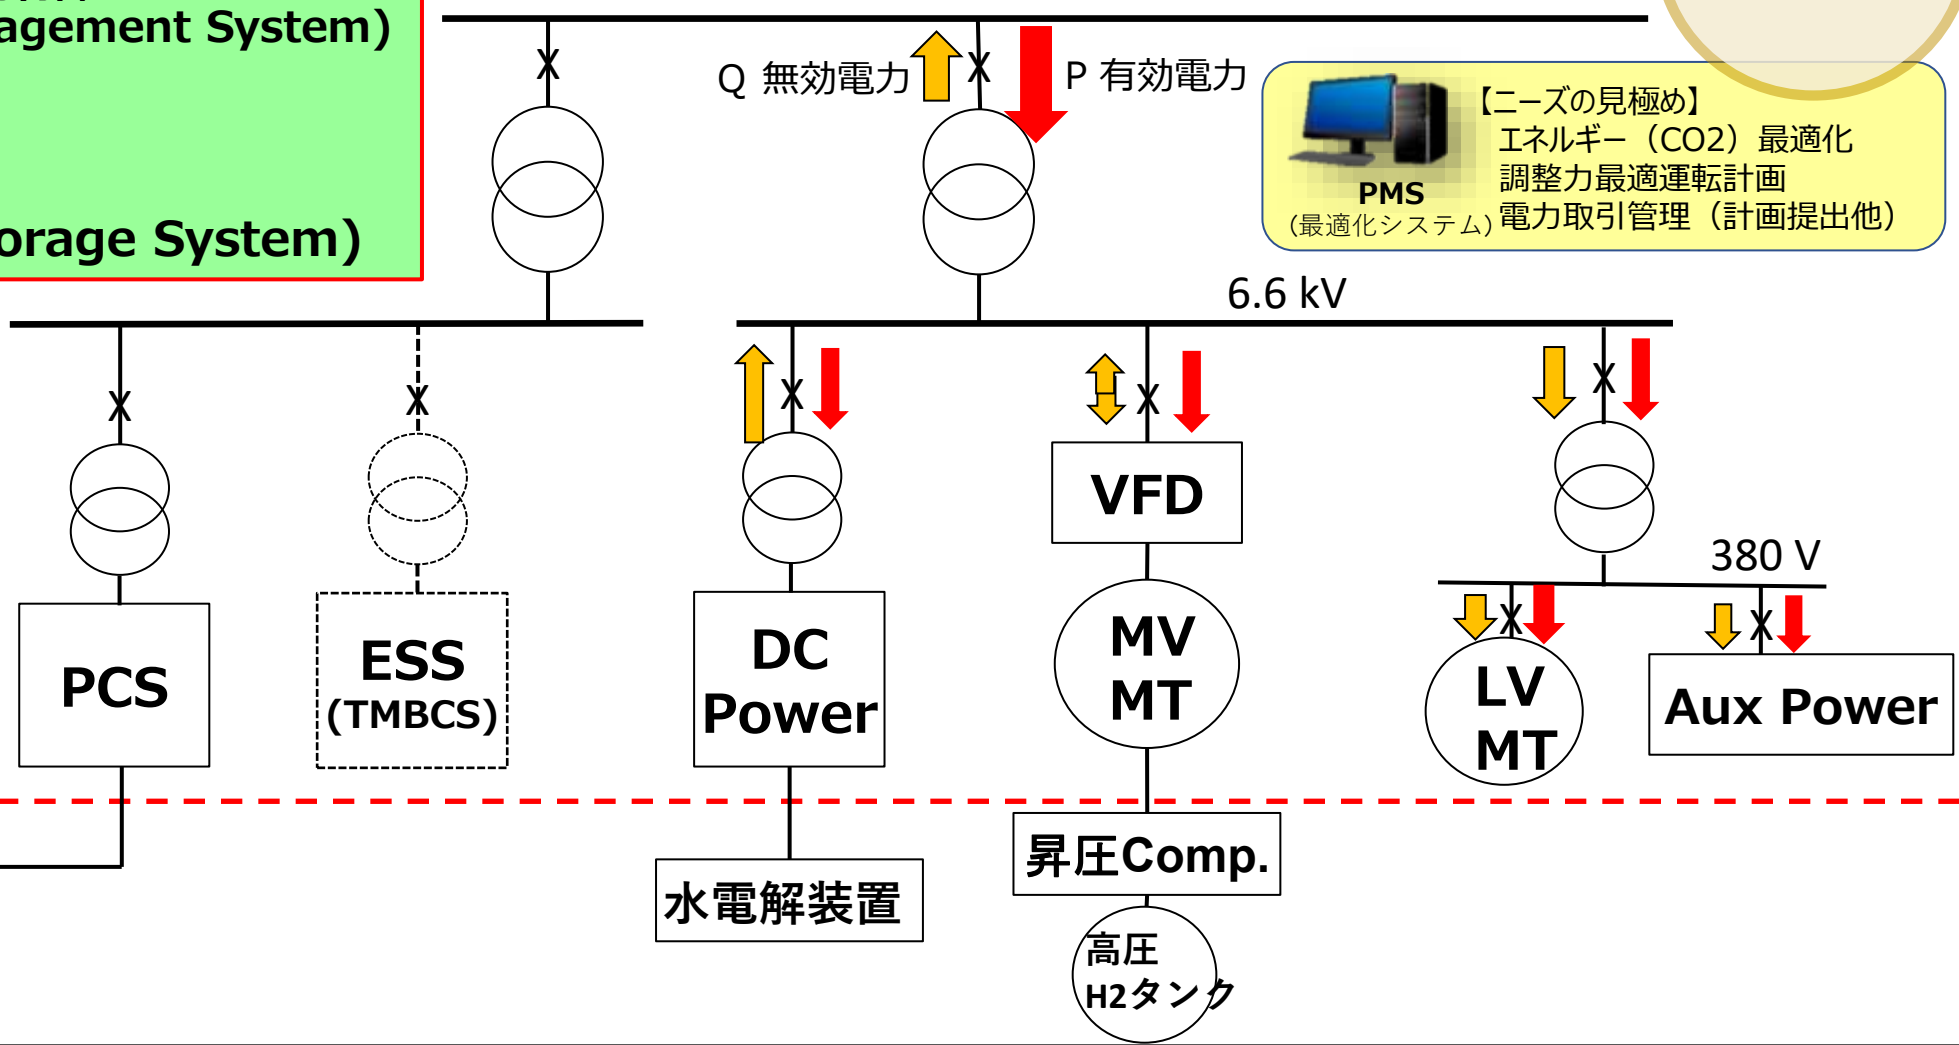 agement System)
orage System)
Q 無効電力
P 有効電力
【ニーズの見極め】
エネルギー（CO2）最適化
調整力最適運転計画
電力取引管理（計画提出他）
PMS
(最適化システム)
6.6 kV
X
X
X
X
X
X
X
380 V
X
X
PCS
ESS
(TMBCS)
DC
Power
VFD
MV
MT
LV
MT
Aux Power
水電解装置
昇圧Comp.
高圧
H2タンク